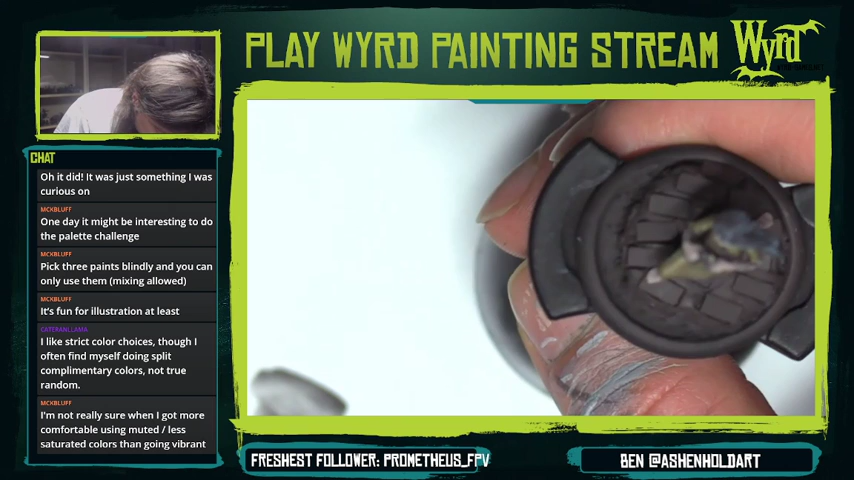 PLAY WYRD PAINTING STREAM
Wyrd
CHAT
Oh it did! It was just something I was
curious on
MCKBLUFF
One day it might be interesting to do
the palette challenge
MCKBLUFF
Pick three paints blindly and you can
only use them (mixing allowed)
MCKBLUFF
It's fun for illustration at least
CATERANLLAMA
I like strict color choices, though I
often find myself doing split
complimentary colors, not true
random.
MCKBLUFF
I'm not really sure when I got more
comfortable using muted / less
saturated colors than going vibrant
FRESHEST FOLLOWER: PROMETHEUS_FPV
BEN @ASHENHOLDART